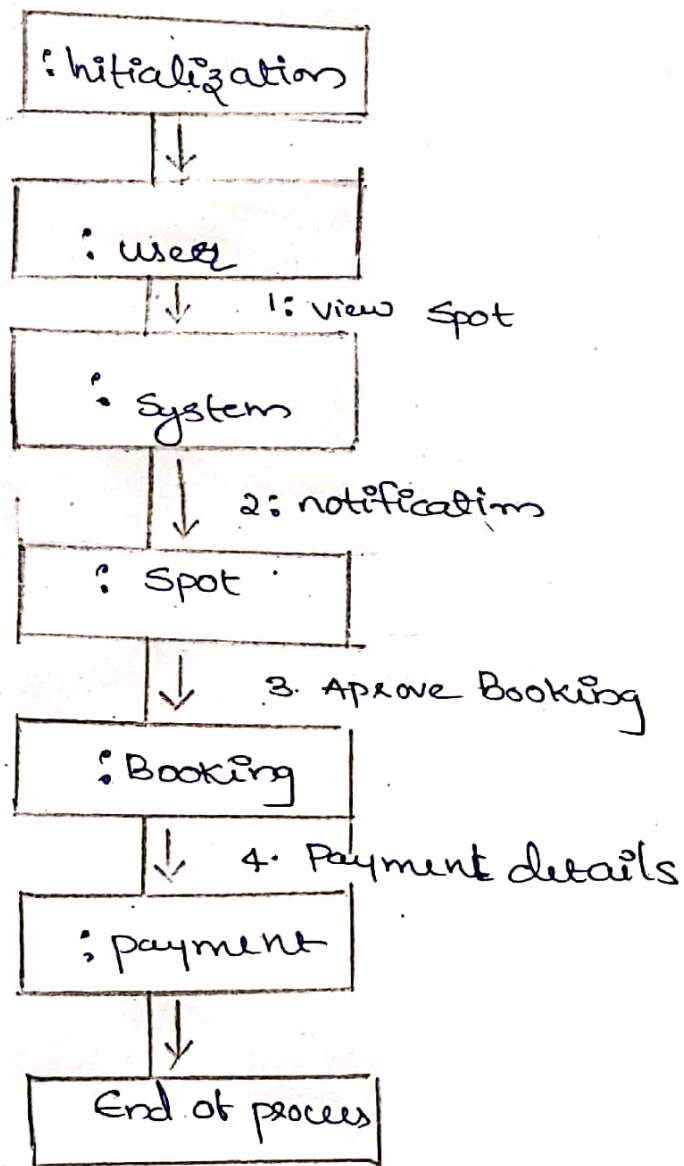 : Initialization
: user
1: view spot
: System
2: notification
: Spot
3. Aprove Booking
: Booking
4. Payment details
: payment
End of process